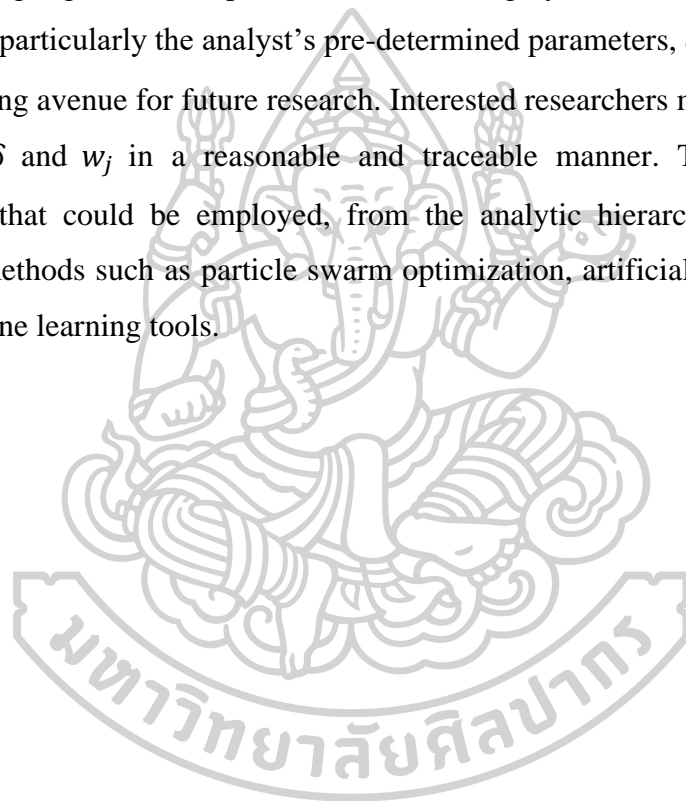 particularly the analyst's pre-determined parameters,
ng avenue for future research. Interested researchers
and w_j in a reasonable and traceable manner.
that could be employed, from the analytic hierarc
ethods such as particle swarm optimization, artificial
ne learning tools.
มหาวิทยาลัยศิลปากร